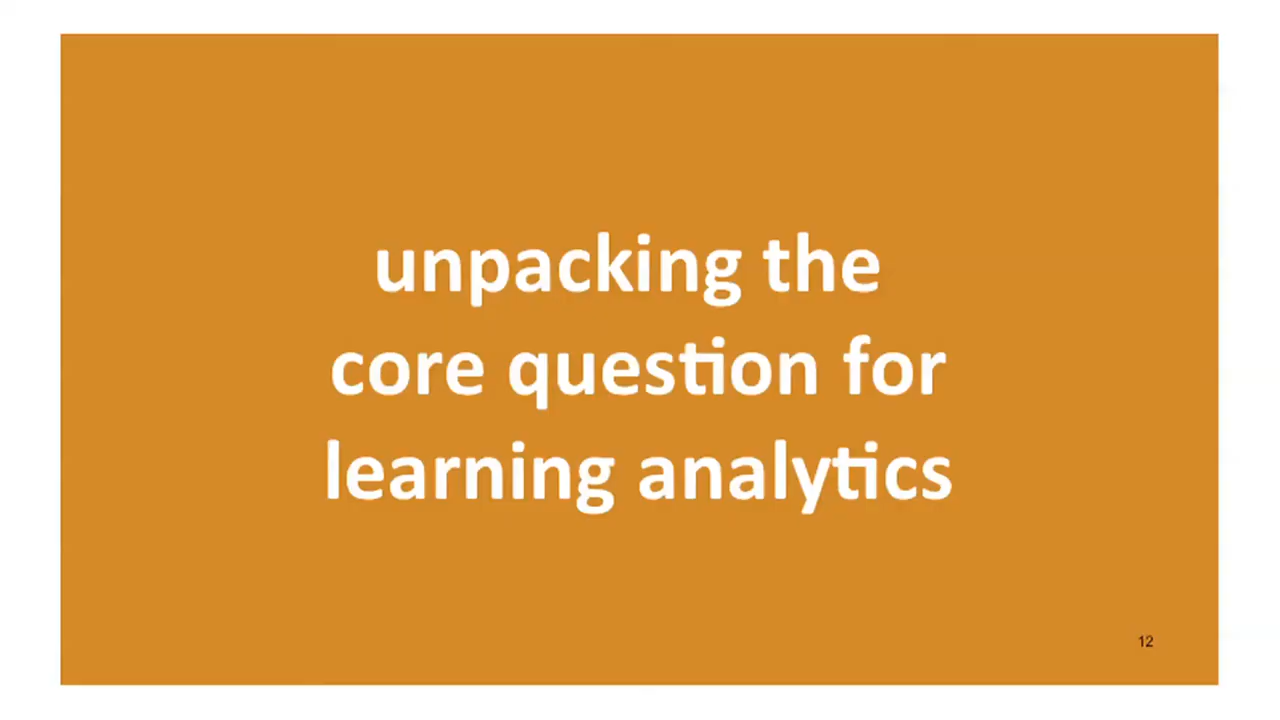 unpacking the
core question for
learning analytics
12